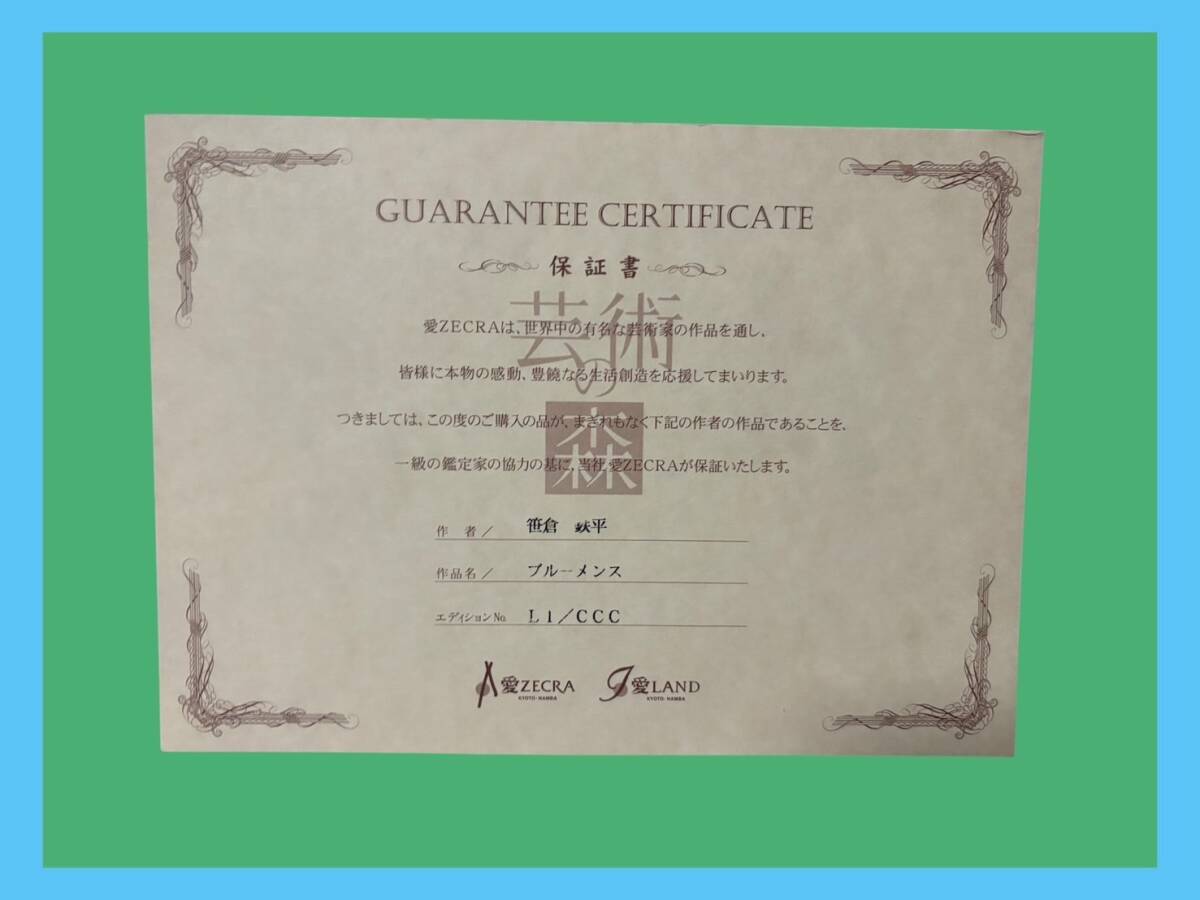 GUARANTEE CERTIFICATE
保証書
芸術の森
愛ZECRAは、世界中の有名な芸術家の作品を通し、
皆様に本物の感動、豊饒なる生活創造を応援してまいります。
つきましては、この度のご購入の品が、まぎれもなく下記の作者の作品であることを、
一級の鑑定家の協力の基に、当社 愛ZECRAが保証いたします。
作 者／ 笹倉 鉄平
作品名／ ブルーメンス
エディションNo. L1／CCC
愛ZECRA KYOTO・NAMBA
愛LAND KYOTO・NAMBA